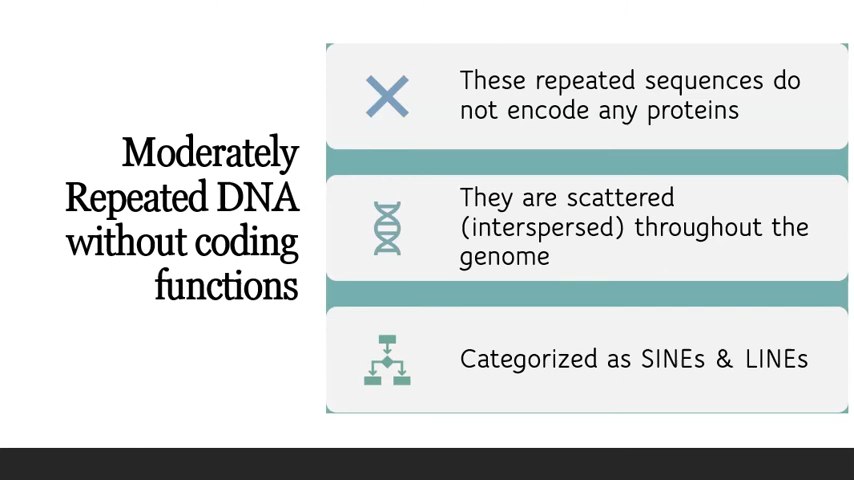 Moderately
Repeated DNA
without coding
functions
These repeated sequences do
not encode any proteins
They are scattered
(interspersed) throughout the
genome
Categorized as SINEs & LINEs